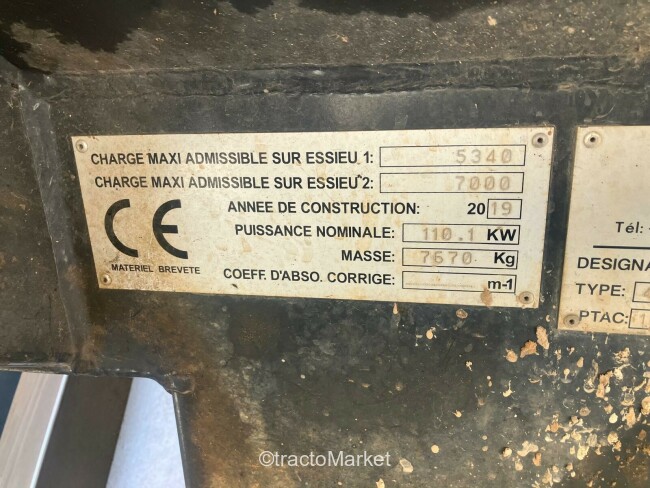 CHARGE MAXI ADMISSIBLE SUR ESSIEU 1: 5340
CHARGE MAXI ADMISSIBLE SUR ESSIEU 2: 7000
ANNEE DE CONSTRUCTION: 2019
PUISSANCE NOMINALE: 110.1 KW
MASSE: 7670 Kg
COEFF. D'ABSO. CORRIGE: m-1
CE
MATERIEL BREVETE
Tél:
DESIGNA
TYPE: 4
PTAC: 1
©tractoMarket